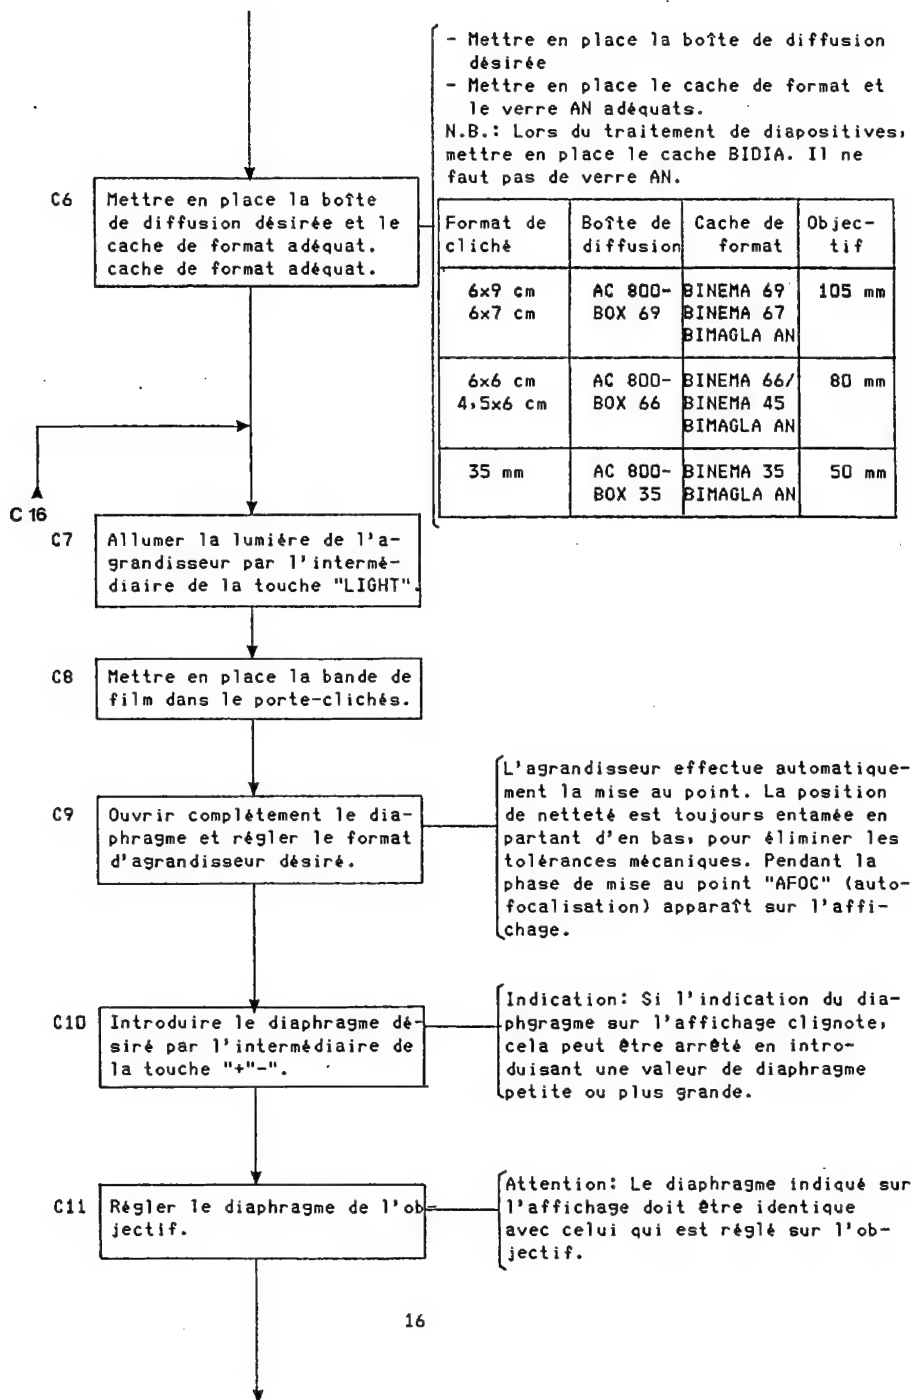 - Mettre en place la boîte de diffusion
désirée
- Mettre en place le cache de format et
le verre AN adéquats.
N.B.: Lors du traitement de diapositives,
mettre en place le cache BIDIA. Il ne
faut pas de verre AN.
C6
Mettre en place la boîte
de diffusion désirée et le
cache de format adéquat.
cache de format adéquat.
Format de cliché | Boîte de diffusion | Cache de format | Objec-tif
6x9 cm | AC 800- | BINEMA 69 | 105 mm
6x7 cm | BOX 69 | BINEMA 67
BIMAGLA AN
6x6 cm | AC 800- | BINEMA 66/ | 80 mm
4,5x6 cm | BOX 66 | BINEMA 45
BIMAGLA AN
35 mm | AC 800- | BINEMA 35 | 50 mm
BOX 35 | BIMAGLA AN
C 16
C7
Allumer la lumière de l'a-
grandisseur par l'intermé-
diaire de la touche "LIGHT".
C8
Mettre en place la bande de
film dans le porte-clichés.
C9
Ouvrir complètement le dia-
phragme et régler le format
d'agrandisseur désiré.
L'agrandisseur effectue automatique-
ment la mise au point. La position
de netteté est toujours entamée en
partant d'en bas, pour éliminer les
tolérances mécaniques. Pendant la
phase de mise au point "AFOC" (auto-
focalisation) apparaît sur l'affi-
chage.
C10
Introduire le diaphragme dé-
siré par l'intermédiaire de
la touche "+"-".
Indication: Si l'indication du dia-
phgragme sur l'affichage clignote,
cela peut être arrêté en intro-
duisant une valeur de diaphragme
petite ou plus grande.
C11
Régler le diaphragme de l'ob-
jectif.
Attention: Le diaphragme indiqué sur
l'affichage doit être identique
avec celui qui est réglé sur l'ob-
jectif.
16